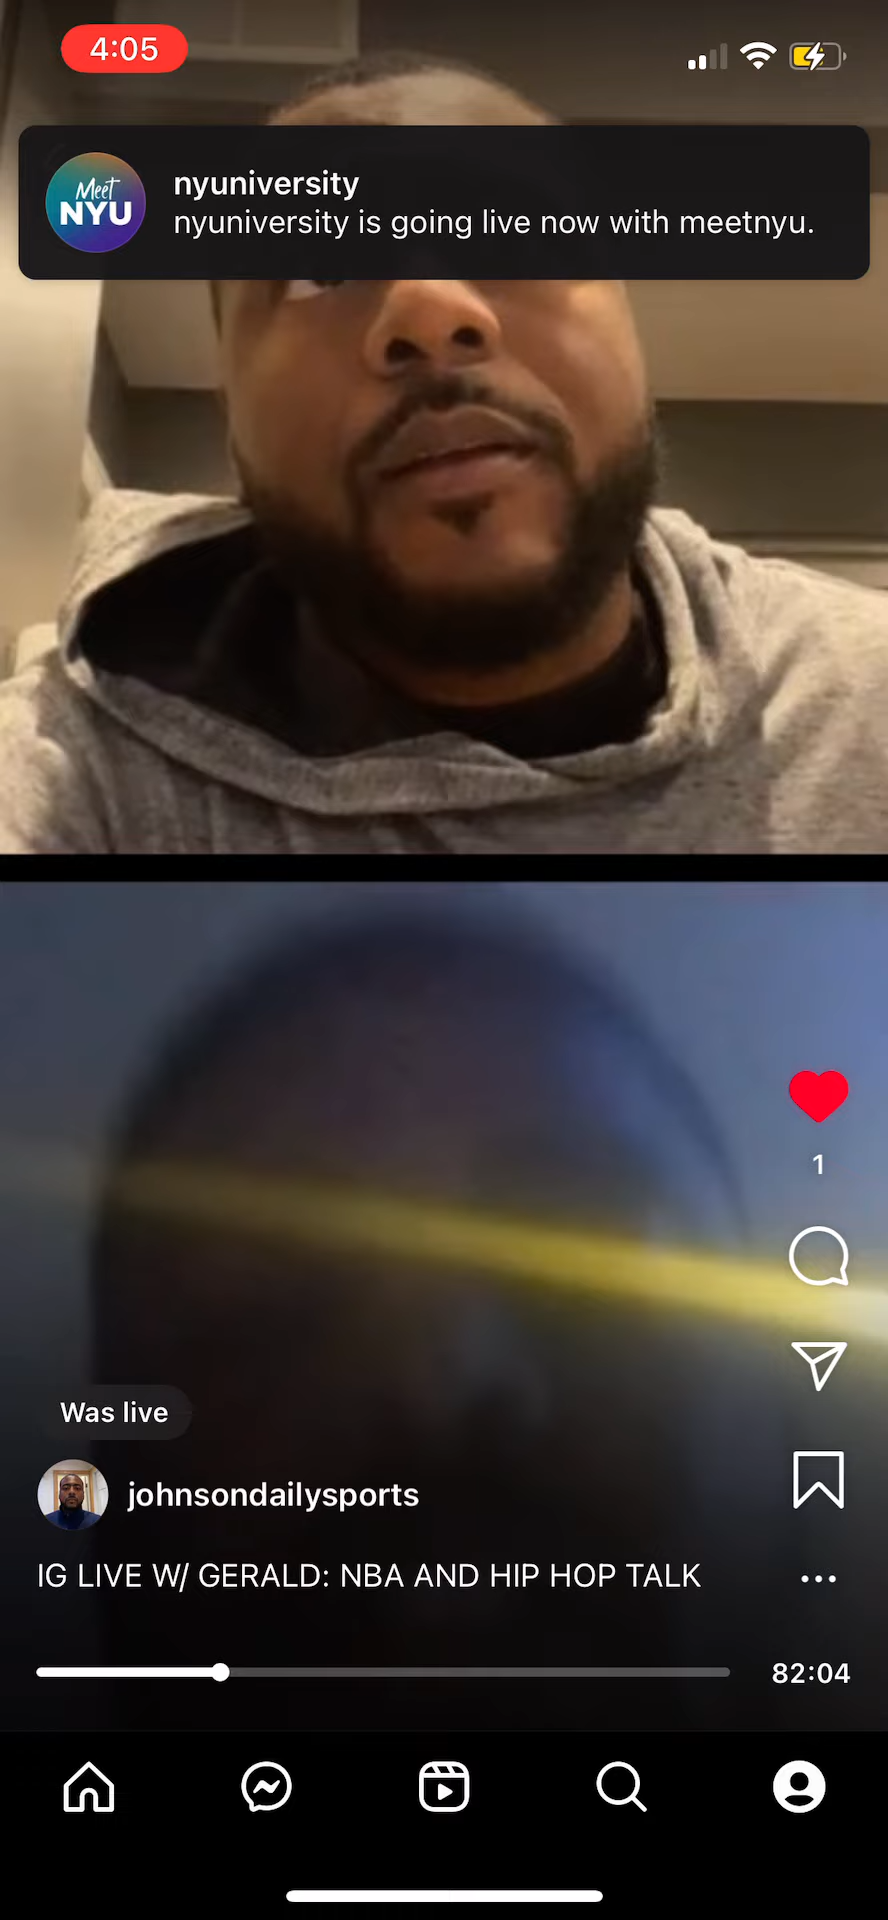 4:05
Meet
NYU
nyuniversity
nyuniversity is going live now with meetnyu.
1
Was live
johnsondailysports
IG LIVE W/ GERALD: NBA AND HIP HOP TALK
82:04